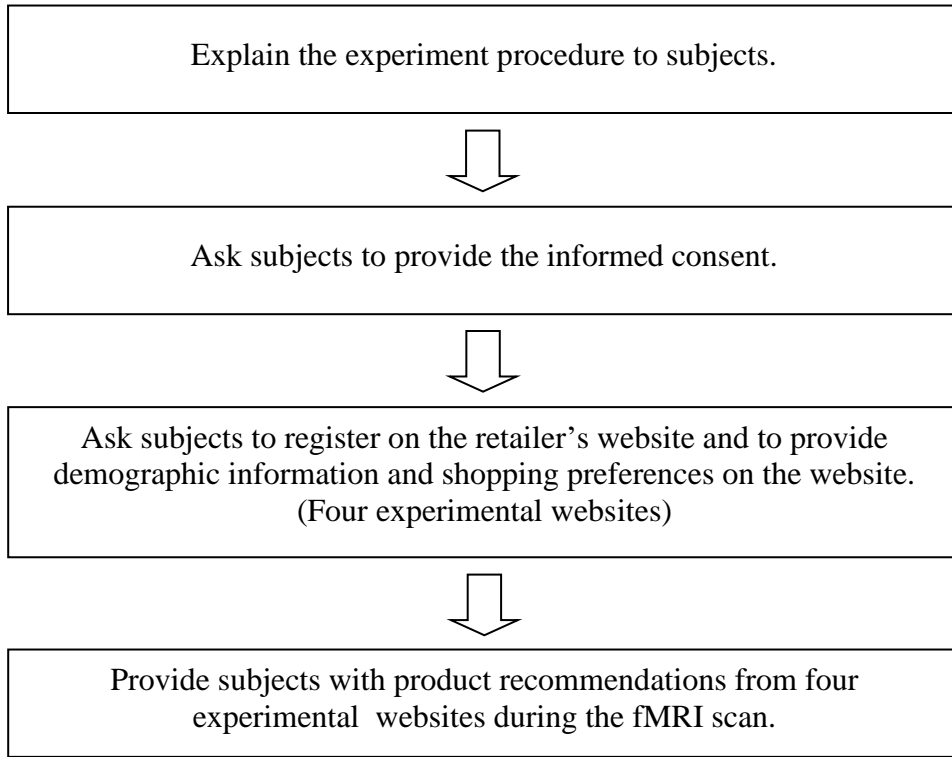 Explain the experiment procedure to subjects.
Ask subjects to provide the informed consent.
Ask subjects to register on the retailer’s website and to provide
demographic information and shopping preferences on the website.
(Four experimental websites)
Provide subjects with product recommendations from four
experimental  websites during the fMRI scan.